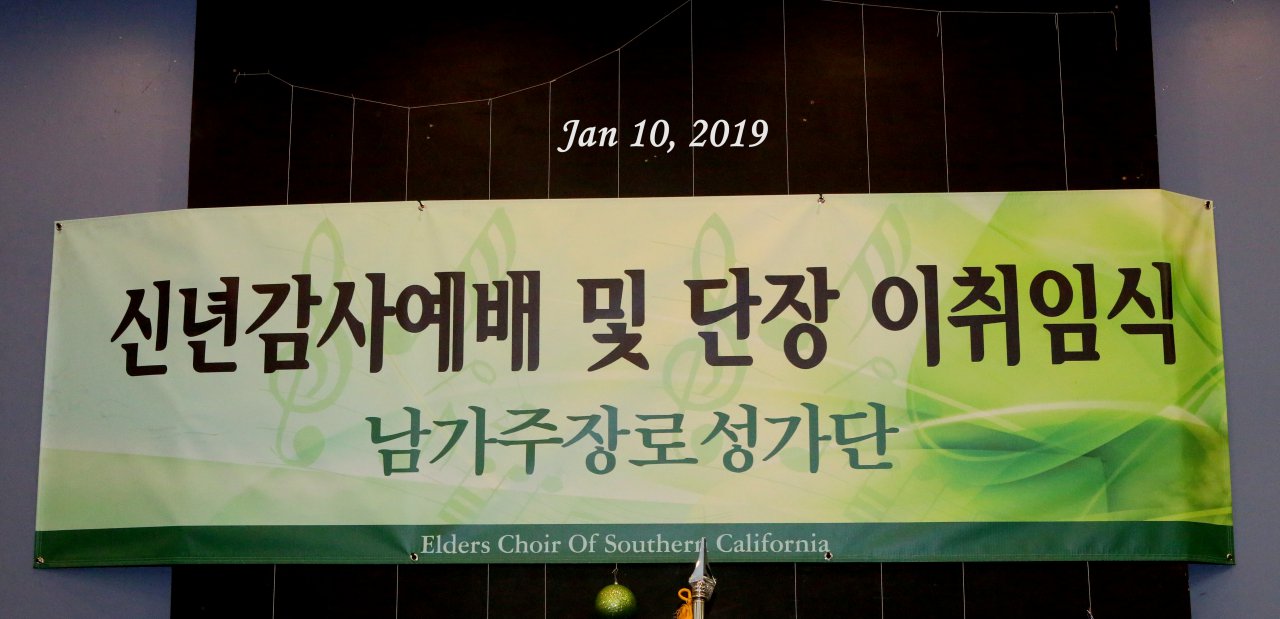 Jan 10, 2019
신년감사예배 및 단장 이취임식
남가주장로성가단
Elders Choir Of Southern California